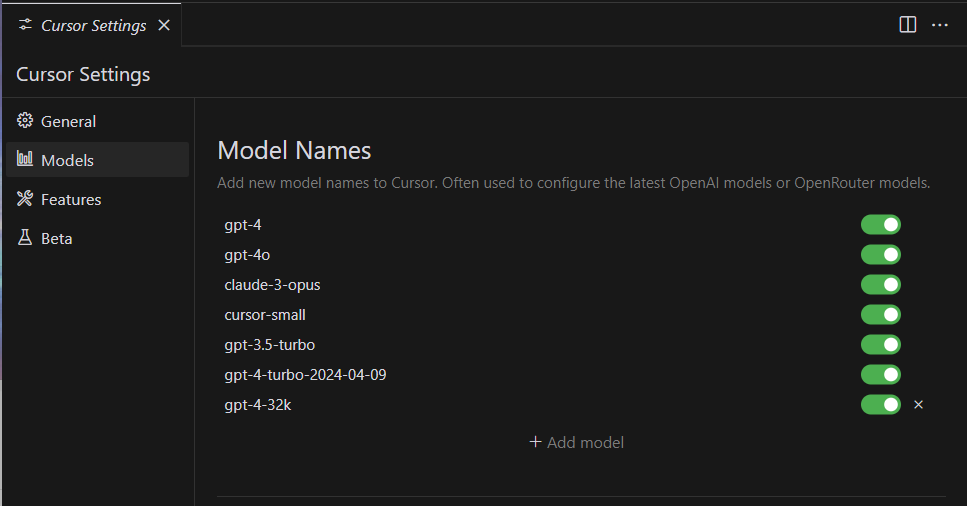 Cursor Settings
Cursor Settings
General
Models
Features
Beta
Model Names
Add new model names to Cursor. Often used to configure the latest OpenAI models or OpenRouter models.
gpt-4
gpt-4o
claude-3-opus
cursor-small
gpt-3.5-turbo
gpt-4-turbo-2024-04-09
gpt-4-32k
+ Add model